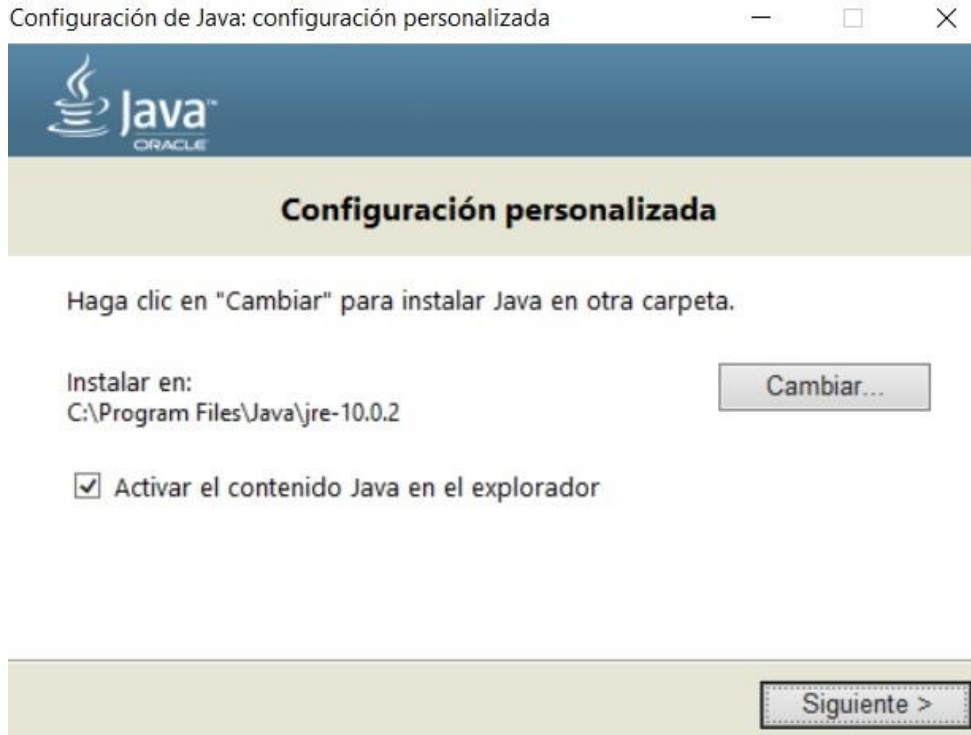 Configuración de Java: configuración personalizada
Java™
ORACLE
Configuración personalizada
Haga clic en "Cambiar" para instalar Java en otra carpeta.
Instalar en:
C:\Program Files\Java\jre-10.0.2
Cambiar...
Activar el contenido Java en el explorador
Siguiente >